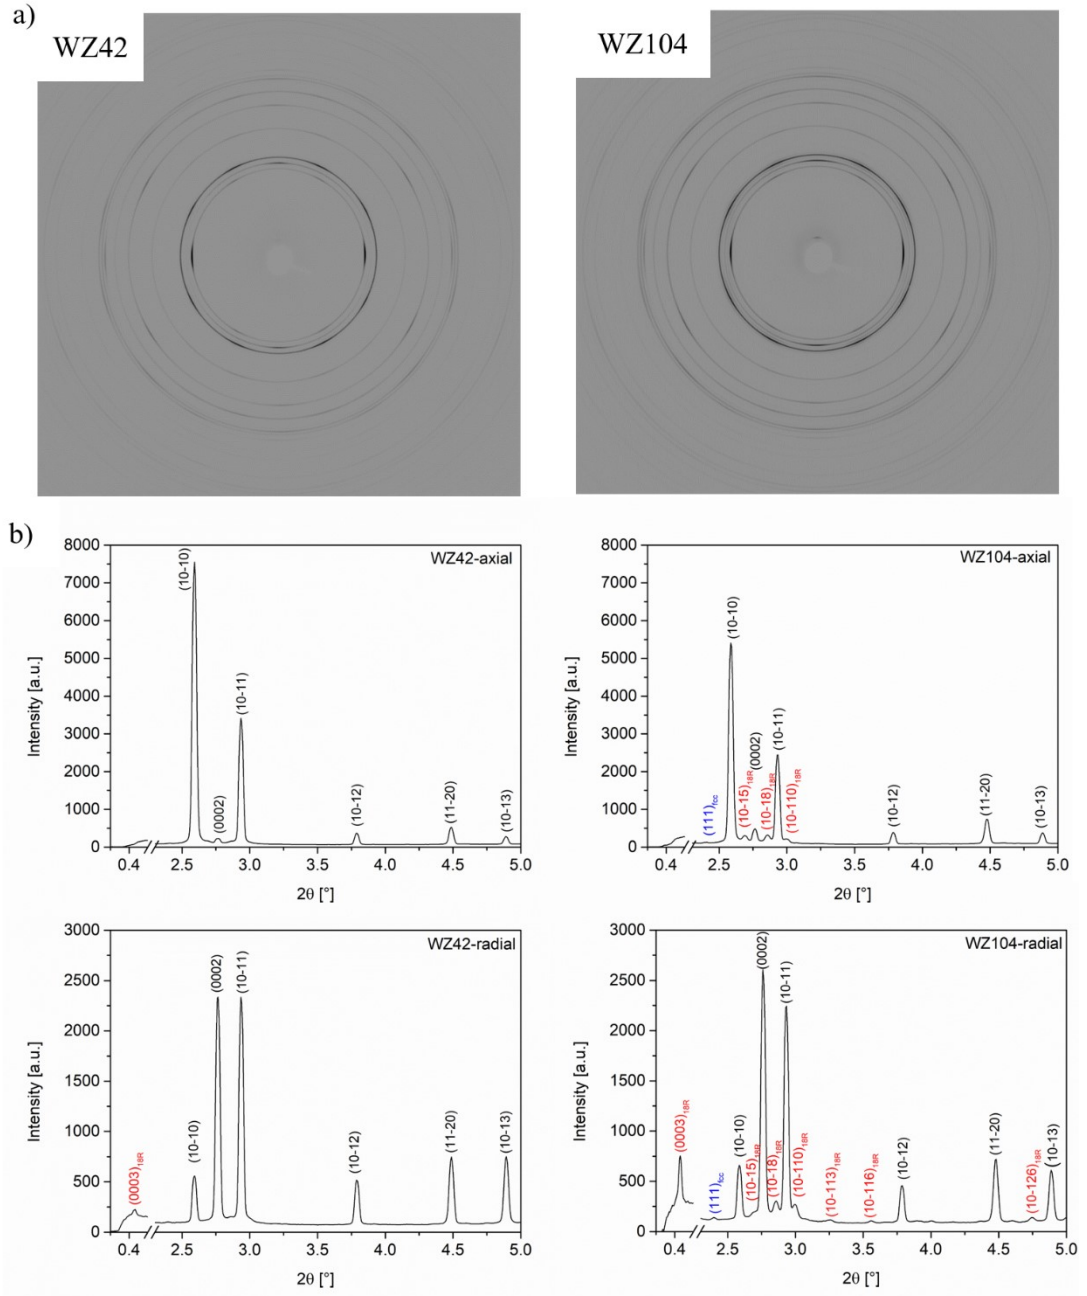 a)
WZ42
WZ104
b)
WZ42-axial
Intensity [a.u.]
8000
7000
6000
5000
4000
3000
2000
1000
0
(10-10)
(0002)
(10-11)
(10-12)
(11-20)
(10-13)
0.4 2.5 3.0 3.5 4.0 4.5 5.0
2θ [°]
WZ104-axial
Intensity [a.u.]
8000
7000
6000
5000
4000
3000
2000
1000
0
(111)fcc
(10-10)
(10-15)18R
(0002)
(10-18)18R
(10-11)
(10-110)18R
(10-12)
(11-20)
(10-13)
0.4 2.5 3.0 3.5 4.0 4.5 5.0
2θ [°]
WZ42-radial
Intensity [a.u.]
3000
2500
2000
1500
1000
500
0
(0003)18R
(10-10)
(0002)
(10-11)
(10-12)
(11-20)
(10-13)
0.4 2.5 3.0 3.5 4.0 4.5 5.0
2θ [°]
WZ104-radial
Intensity [a.u.]
3000
2500
2000
1500
1000
500
0
(0003)18R
(111)fcc
(10-10)
(10-15)18R
(0002)
(10-18)18R
(10-11)
(10-110)18R
(10-113)18R
(10-116)18R
(10-12)
(11-20)
(10-126)18R
(10-13)
0.4 2.5 3.0 3.5 4.0 4.5 5.0
2θ [°]